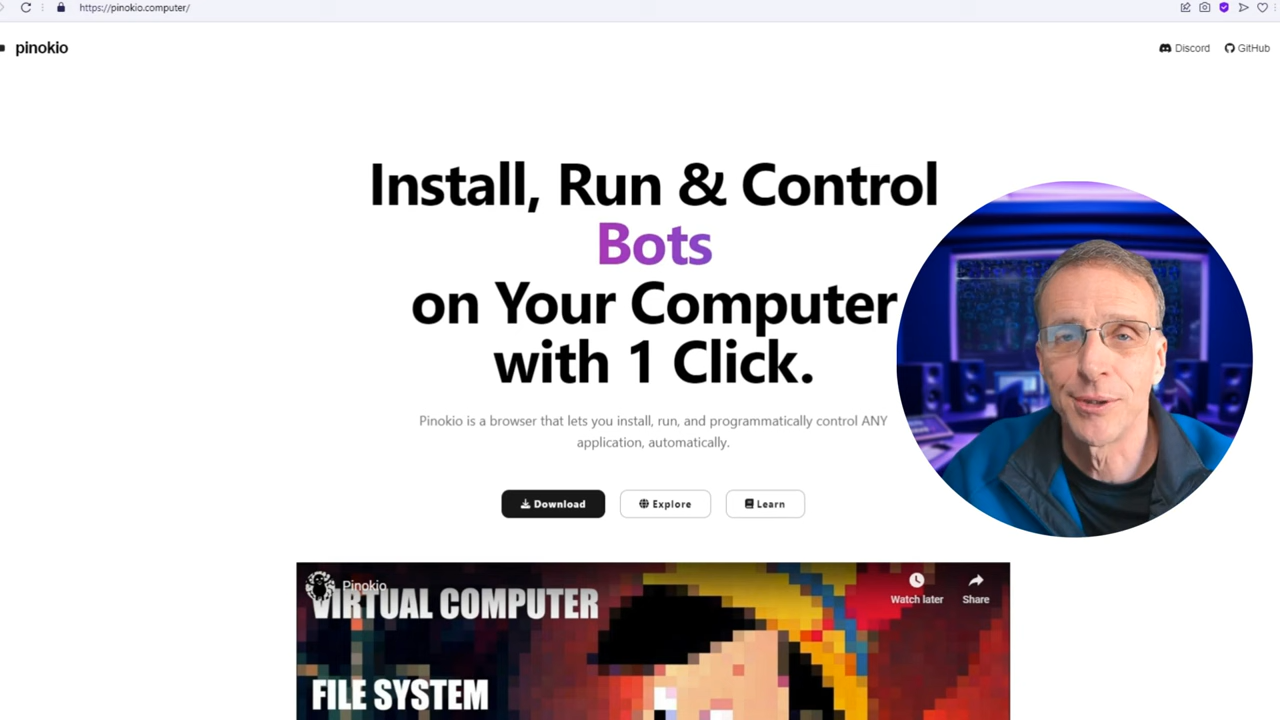 https://pinokio.computer/
pinokio
Discord
GitHub
Install, Run & Control
Bots
on Your Computer
with 1 Click.
Pinokio is a browser that lets you install, run, and programmatically control ANY
application, automatically.
Download
Explore
Learn
Pinokio
Watch later
Share
VIRTUAL COMPUTER
FILE SYSTEM